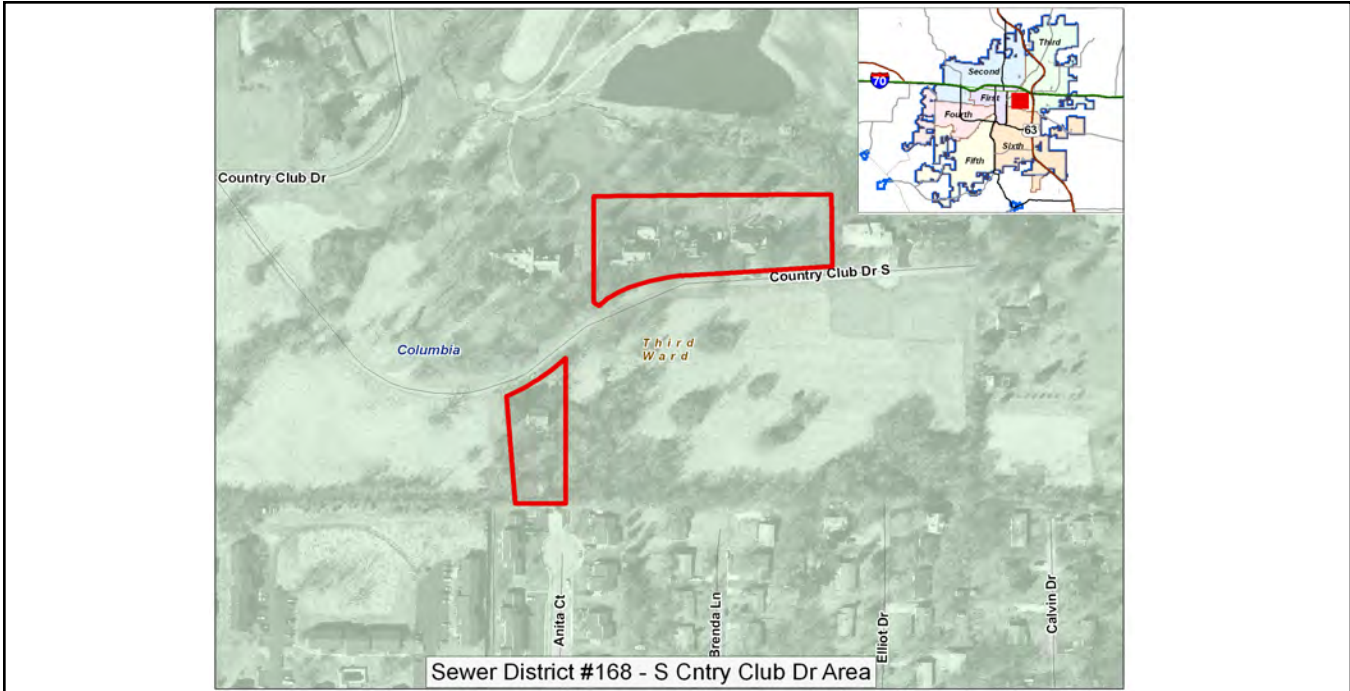 Third
Second
70
First
Fourth
63
Sixth
Fifth
Country Club Dr
Country Club Dr S
Third
Ward
Columbia
Anita Ct
Brenda Ln
Elliot Dr
Calvin Dr
Sewer District #168 - S Cntry Club Dr Area